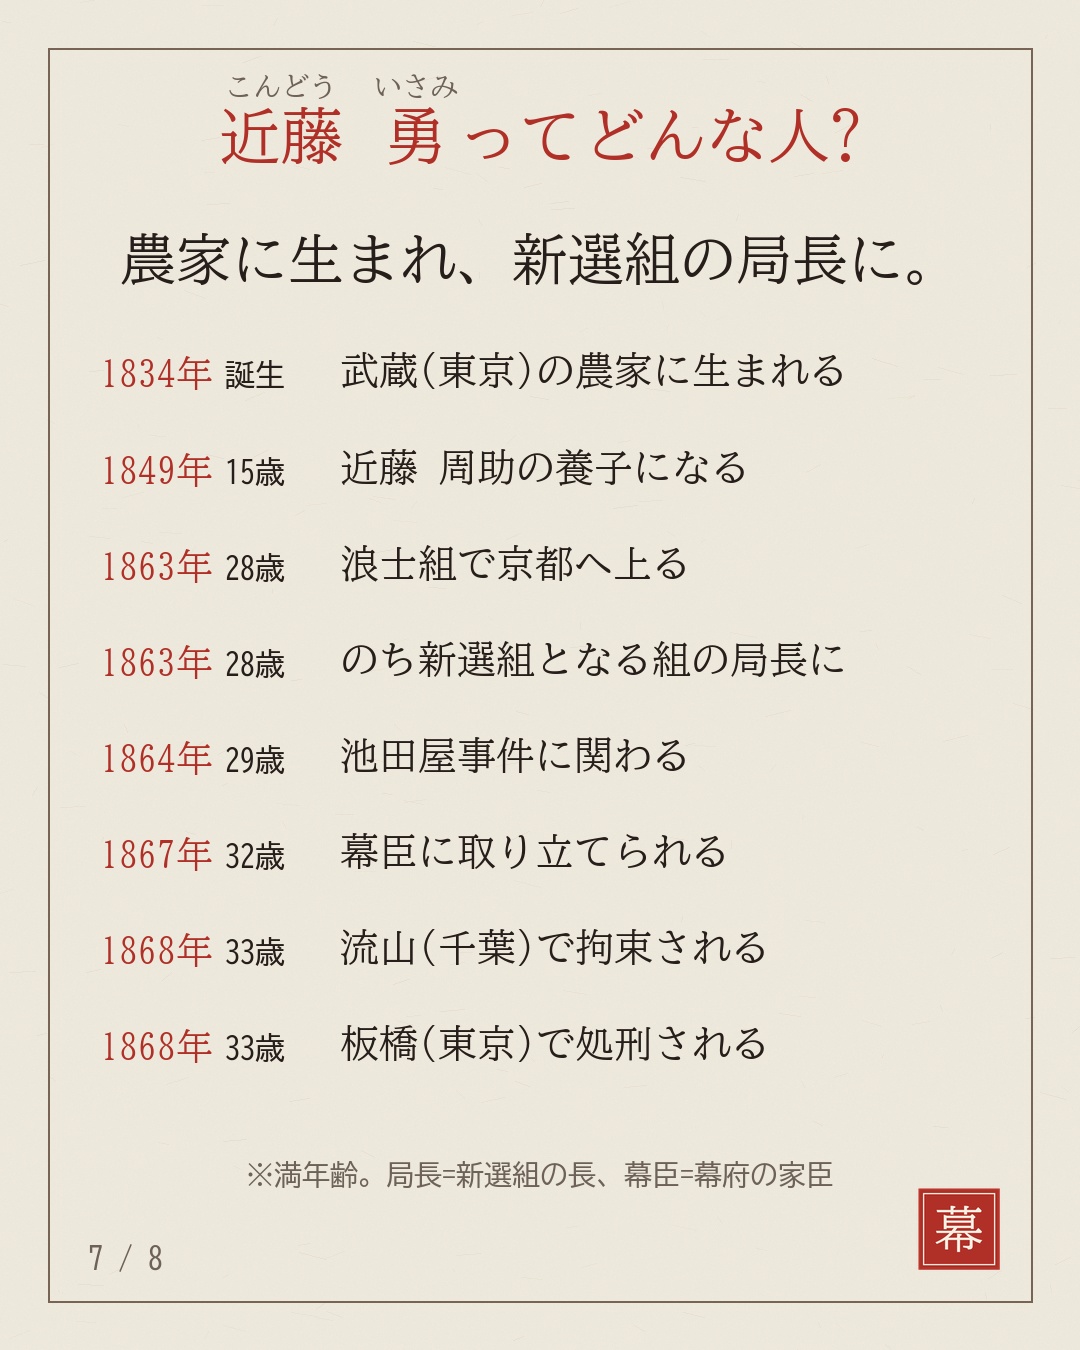 こんどう いさみ
近藤 勇ってどんな人?
農家に生まれ、新選組の局長に。
1834年 誕生 武蔵(東京)の農家に生まれる
1849年 15歳 近藤 周助の養子になる
1863年 28歳 浪士組で京都へ上る
1863年 28歳 のち新選組となる組の局長に
1864年 29歳 池田屋事件に関わる
1867年 32歳 幕臣に取り立てられる
1868年 33歳 流山(千葉)で拘束される
1868年 33歳 板橋(東京)で処刑される
※満年齢。局長=新選組の長、幕臣=幕府の家臣
幕
7 / 8